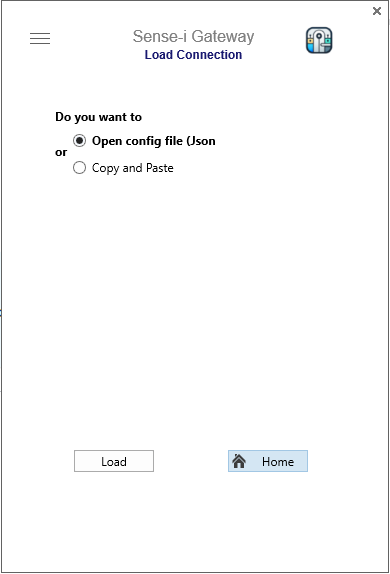 Sense-i Gateway
Load Connection
Do you want to
Open config file (Json
or
Copy and Paste
Load
Home